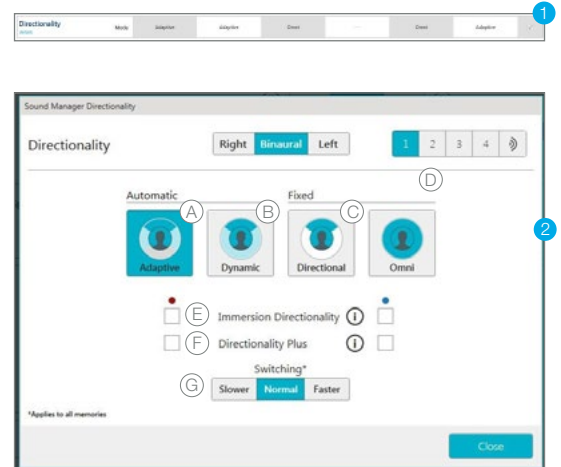 Directionality Mode Adaptive Adaptive Omni --- Omni Adaptive
1
Sound Manager Directionality
Directionality Right Binaural Left 1 2 3 4
D
Automatic Fixed
A B C
2
Adaptive Dynamic Directional Omni
E Immersion Directionality i
F Directionality Plus i
Switching*
G Slower Normal Faster
*Applies to all memories
Close